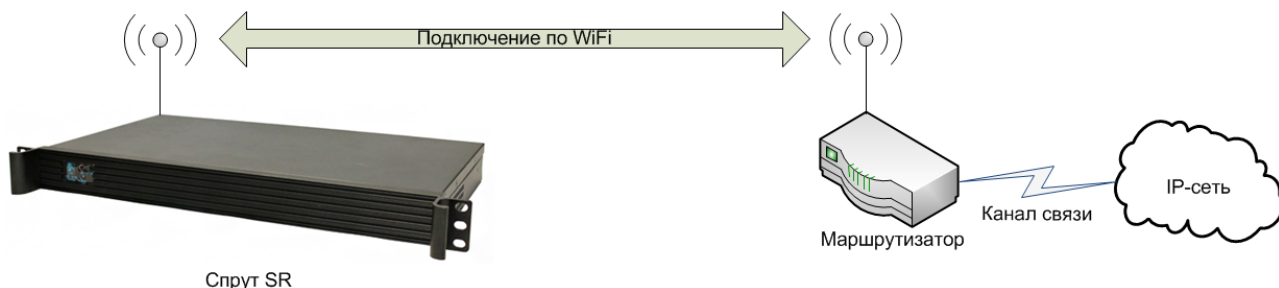 Подключение по WiFi
IP-сеть
Канал связи
Маршрутизатор
Спрут SR